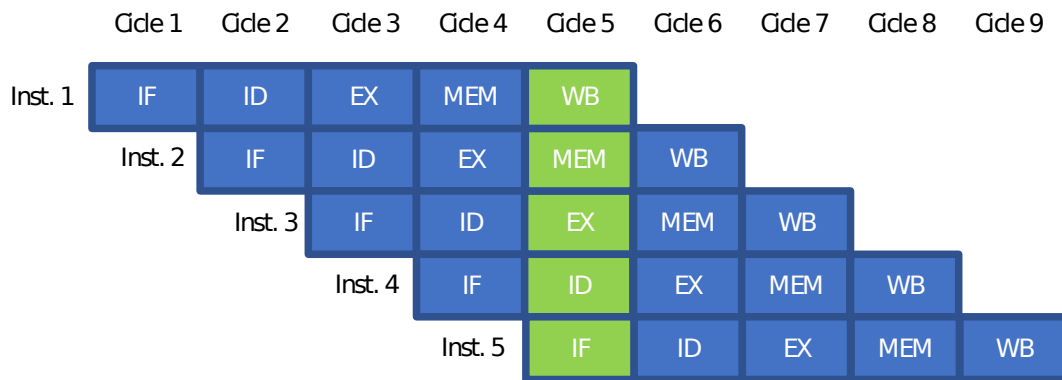 Cicle 1 Cicle 2 Cicle 3 Cicle 4 Cicle 5 Cicle 6 Cicle 7 Cicle 8 Cicle 9
Inst. 1 IF ID EX MEM WB
Inst. 2 IF ID EX MEM WB
Inst. 3 IF ID EX MEM WB
Inst. 4 IF ID EX MEM WB
Inst. 5 IF ID EX MEM WB